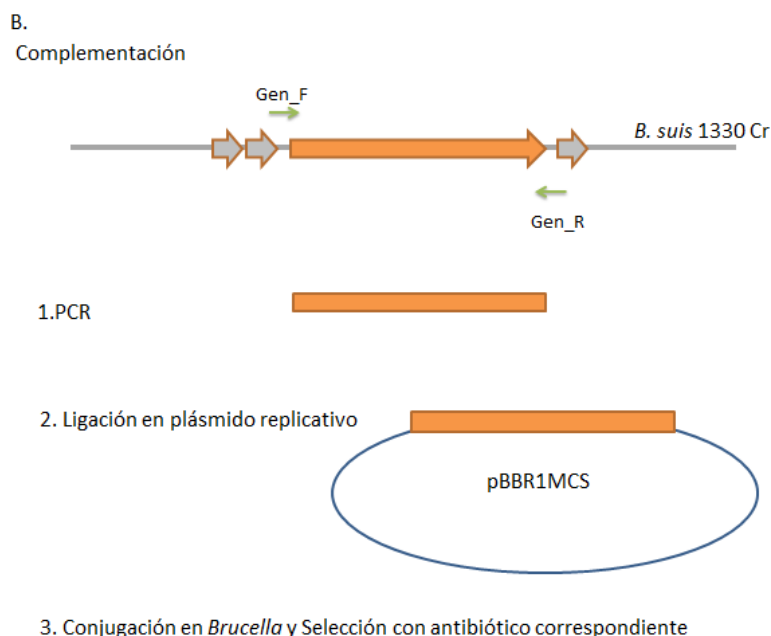 B.
Complementación
Gen_F
B. suis 1330 Cr
Gen_R
1.PCR
2. Ligación en plásmido replicativo
pBBR1MCS
3. Conjugación en Brucella y Selección con antibiótico correspondiente